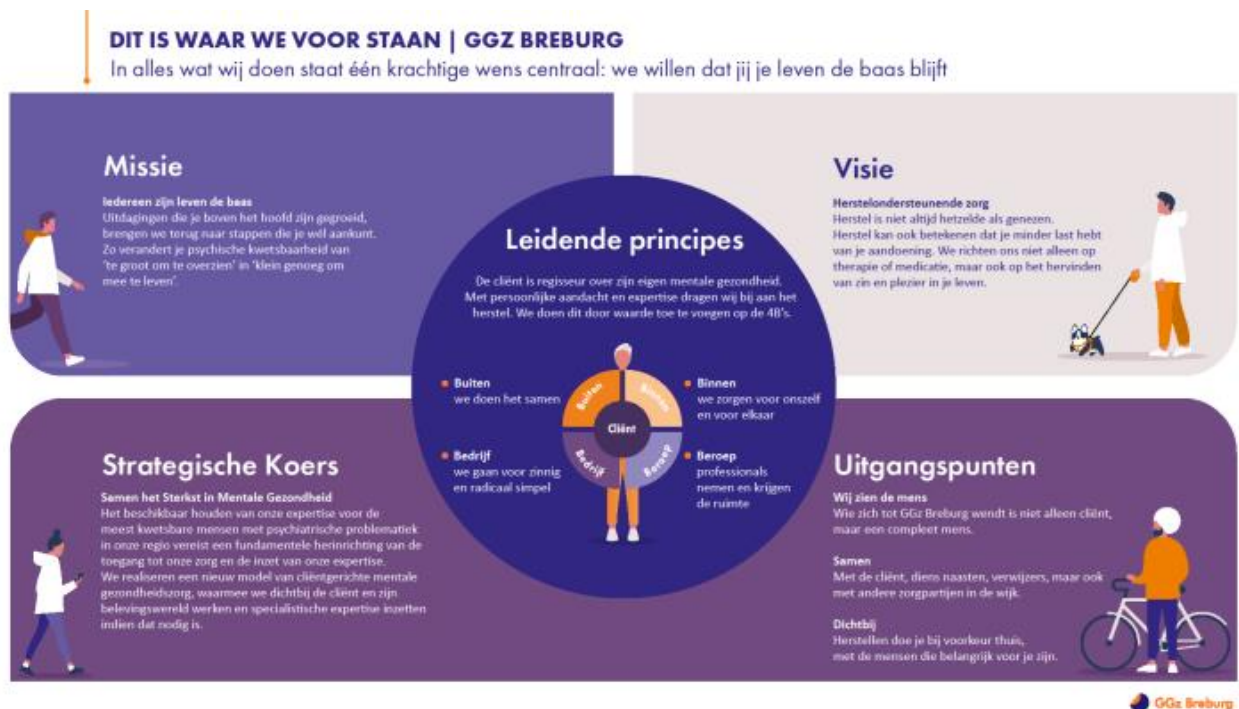 DIT IS WAAR WE VOOR STAAN | GGZ BREBURG
In alles wat wij doen staat één krachtige wens centraal: we willen dat jij je leven de baas blijft
Missie
Iedereen zijn leven de baas
Uitdagingen die je boven het hoofd zijn gegroeid,
brengen we terug naar stappen die je wél aankunt.
Zo verandert je psychische kwetsbaarheid van
'te groot om te overzien' in 'klein genoeg om
mee te leven'.
Visie
Herstelondersteunende zorg
Herstel is niet altijd hetzelde als genezen.
Herstel kan ook betekenen dat je minder last hebt
van je aandoening. We richten ons niet alleen op
therapie of medicatie, maar ook op het hervinden
van zin en plezier in je leven.
Leidende principes
De cliënt is regisseur over zijn eigen mentale gezondheid.
Met persoonlijke aandacht en expertise dragen wij bij aan het
herstel. We doen dit door waarde toe te voegen op de 4B's.
Buiten
we doen het samen
Binnen
we zorgen voor onszelf
en voor elkaar
Bedrijf
we gaan voor zinnig
en radicaal simpel
Beroep
professionals
nemen en krijgen
de ruimte
Buiten
Binnen
Cliënt
Bedrijf
Beroep
Strategische Koers
Samen het Sterkst in Mentale Gezondheid
Het beschikbaar houden van onze expertise voor de
meest kwetsbare mensen met psychiatrische problematiek
in onze regio vereist een fundamentele herinrichting van de
toegang tot onze zorg en de inzet van onze expertise.
We realiseren een nieuw model van cliëntgerichte mentale
gezondheidszorg, waarmee we dichtbij de cliënt en zijn
belevingswereld werken en specialistische expertise inzetten
indien dat nodig is.
Uitgangspunten
Wij zien de mens
Wie zich tot GGz Breburg wendt is niet alleen cliënt,
maar een compleet mens.
Samen
Met de cliënt, diens naasten, verwijzers, maar ook
met andere zorgpartijen in de wijk.
Dichtbij
Herstellen doe je bij voorkeur thuis,
met de mensen die belangrijk voor je zijn.
GGz Breburg